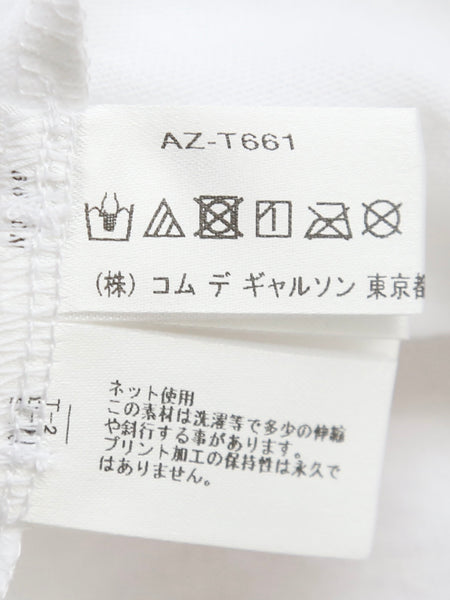 AZ-T661
(株) コム デ ギャルソン 東京都
ネット使用
この素材は洗濯等で多少の伸縮
や斜行する事があります。
プリント加工の保持性は永久で
はありません。
T-2